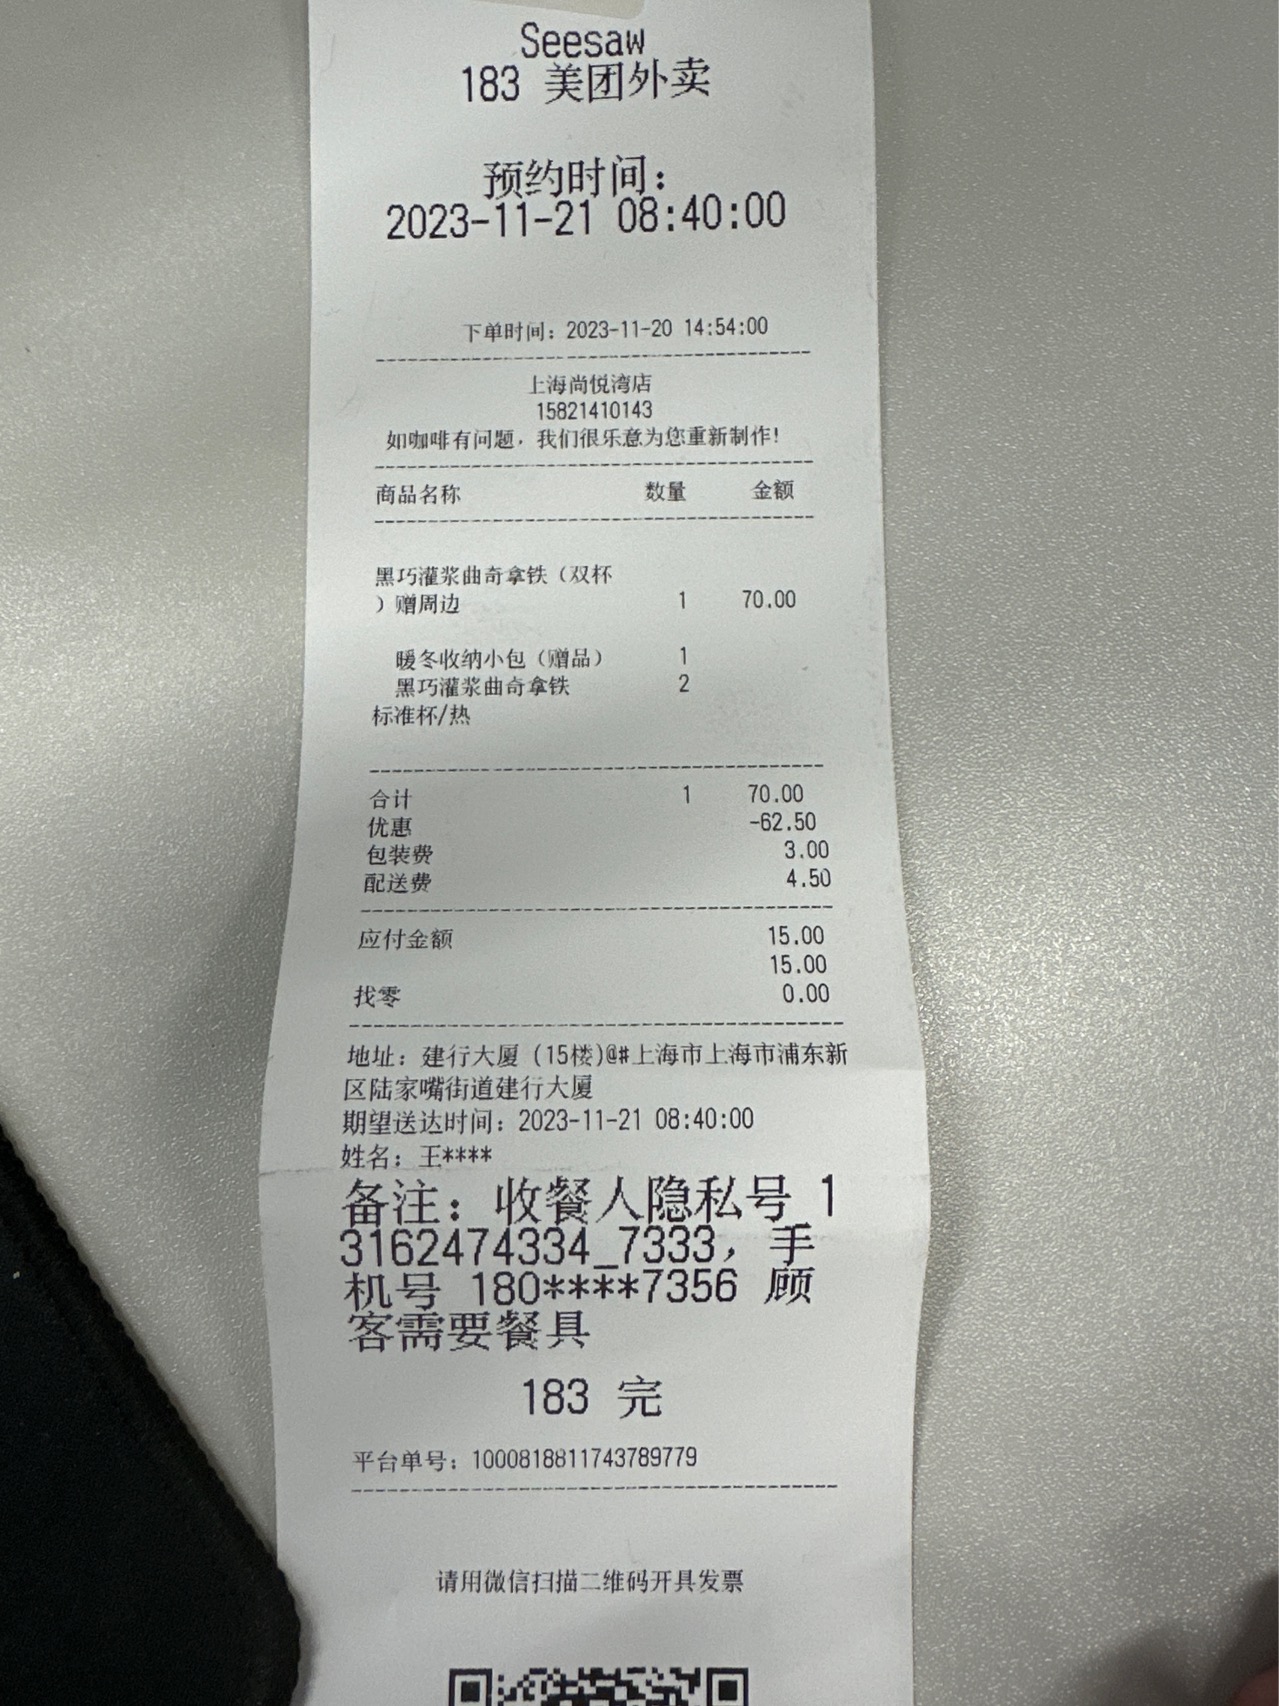 Seesaw
183 美团外卖
预约时间：
2023-11-21 08:40:00
下单时间：2023-11-20 14:54:00
上海尚悦湾店
15821410143
如咖啡有问题，我们很乐意为您重新制作！
商品名称 数量 金额
黑巧灌浆曲奇拿铁（双杯
）赠周边 1 70.00
暖冬收纳小包（赠品） 1
黑巧灌浆曲奇拿铁 2
标准杯/热
合计 1 70.00
优惠 -62.50
包装费 3.00
配送费 4.50
应付金额 15.00
15.00
找零 0.00
地址：建行大厦（15楼)@#上海市上海市浦东新
区陆家嘴街道建行大厦
期望送达时间：2023-11-21 08:40:00
姓名：王****
备注：收餐人隐私号 1
3162474334_7333，手
机号 180****7356 顾
客需要餐具
183 完
平台单号：1000818811743789779
请用微信扫描二维码开具发票